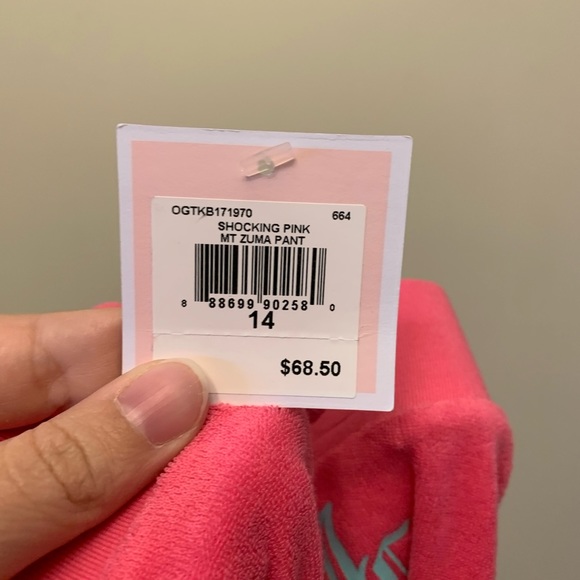 OGTKB171970 664
SHOCKING PINK
MT ZUMA PANT
8 88699 90258 0
14
$68.50